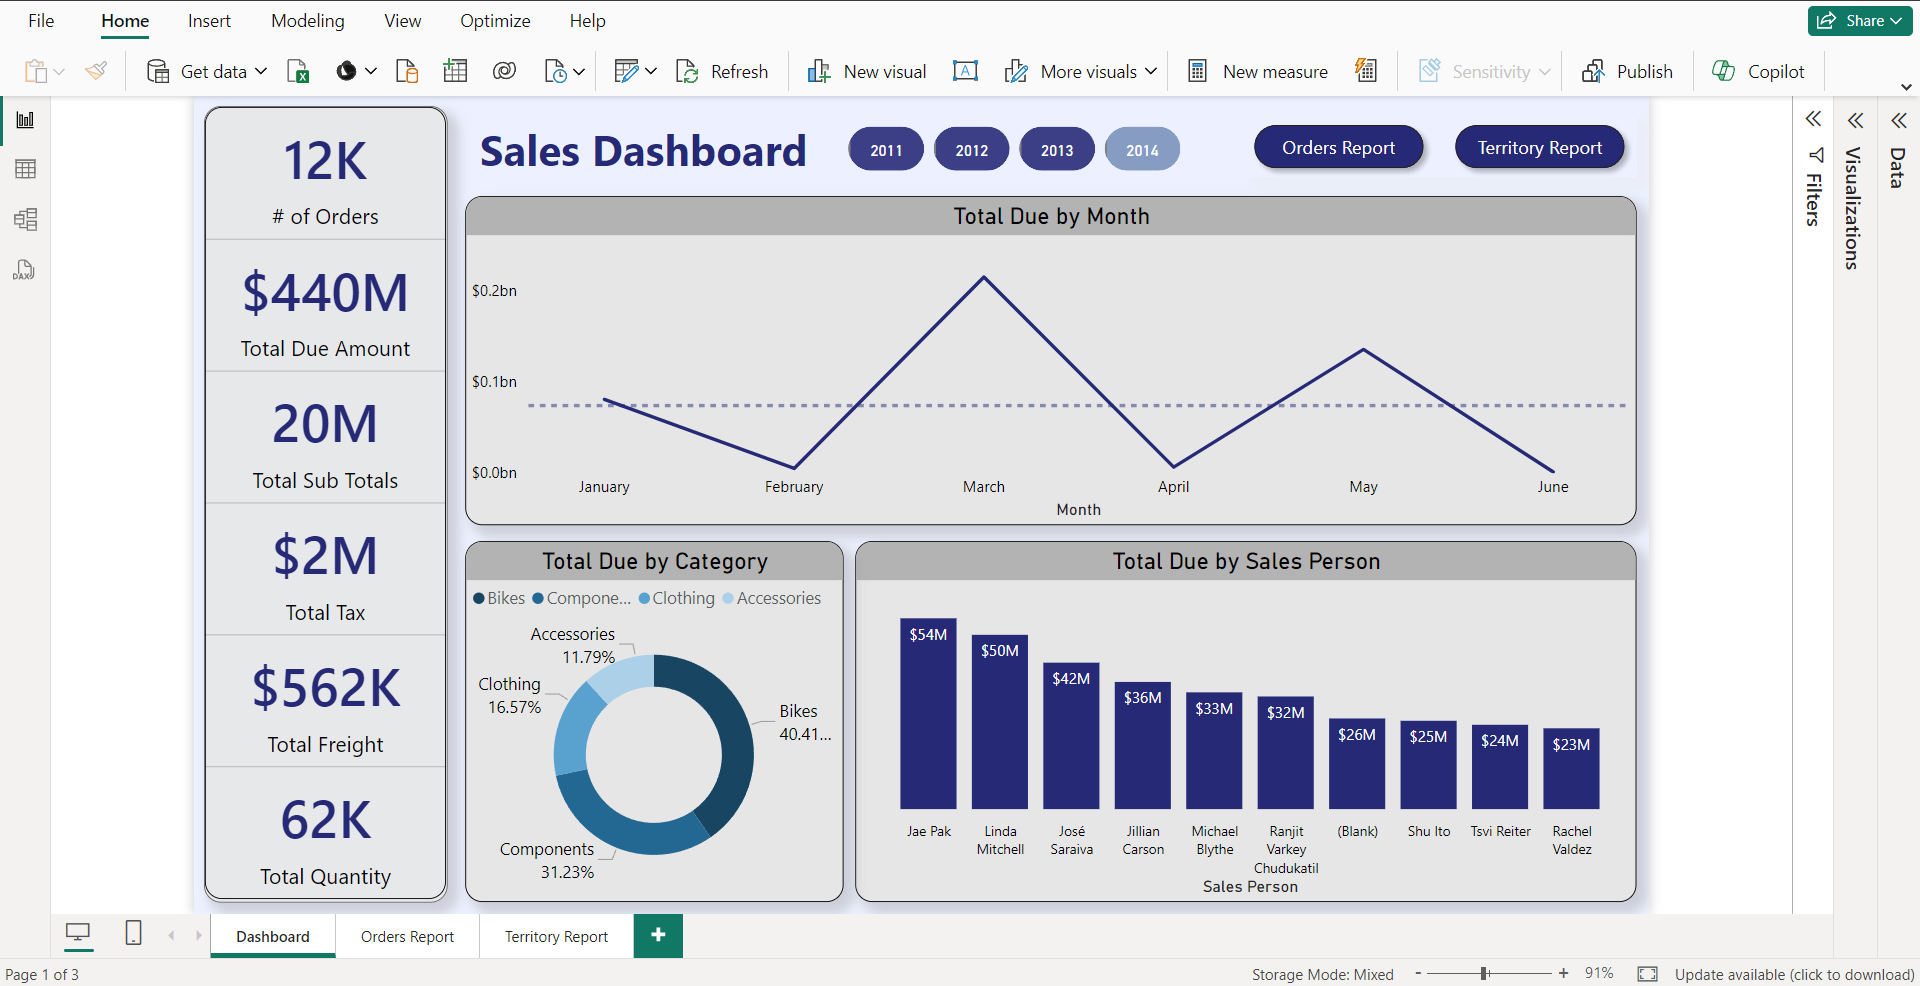 File Home Insert Modeling View Optimize Help
Share
Get data Refresh New visual More visuals New measure Sensitivity Publish Copilot
12K
# of Orders
$440M
Total Due Amount
20M
Total Sub Totals
$2M
Total Tax
$562K
Total Freight
62K
Total Quantity
Sales Dashboard
2011 2012 2013 2014
Orders Report Territory Report
Total Due by Month
$0.2bn
$0.1bn
$0.0bn
January February March April May June
Month
Total Due by Category
Bikes Compone... Clothing Accessories
Accessories
11.79%
Clothing
16.57%
Bikes
40.41...
Components
31.23%
Total Due by Sales Person
$54M $50M $42M $36M $33M $32M $26M $25M $24M $23M
Jae Pak
Linda
Mitchell
José
Saraiva
Jillian
Carson
Michael
Blythe
Ranjit
Varkey
Chudukatil
(Blank)
Shu Ito
Tsvi Reiter
Rachel
Valdez
Sales Person
Filters
Visualizations
Data
DAX
A
Dashboard Orders Report Territory Report +
Page 1 of 3
Storage Mode: Mixed - + 91% Update available (click to download)